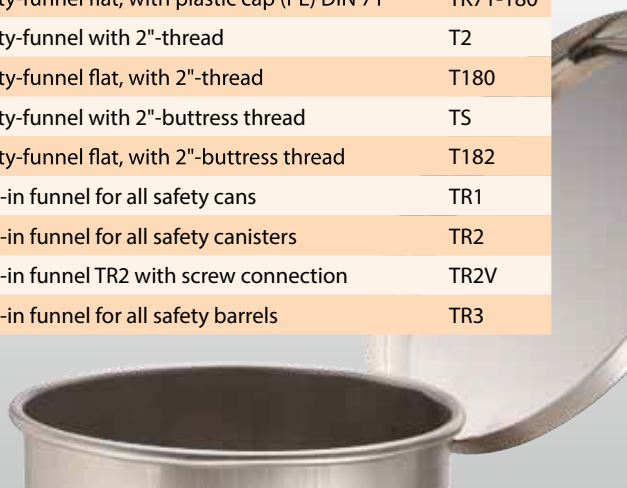 ty-funnel flat, with plastic cap (PE) DIN 71 TR71-180
ty-funnel with 2"-thread T2
ty-funnel flat, with 2"-thread T180
ty-funnel with 2"-buttress thread TS
ty-funnel flat, with 2"-buttress thread T182
-in funnel for all safety cans TR1
-in funnel for all safety canisters TR2
-in funnel TR2 with screw connection TR2V
-in funnel for all safety barrels TR3